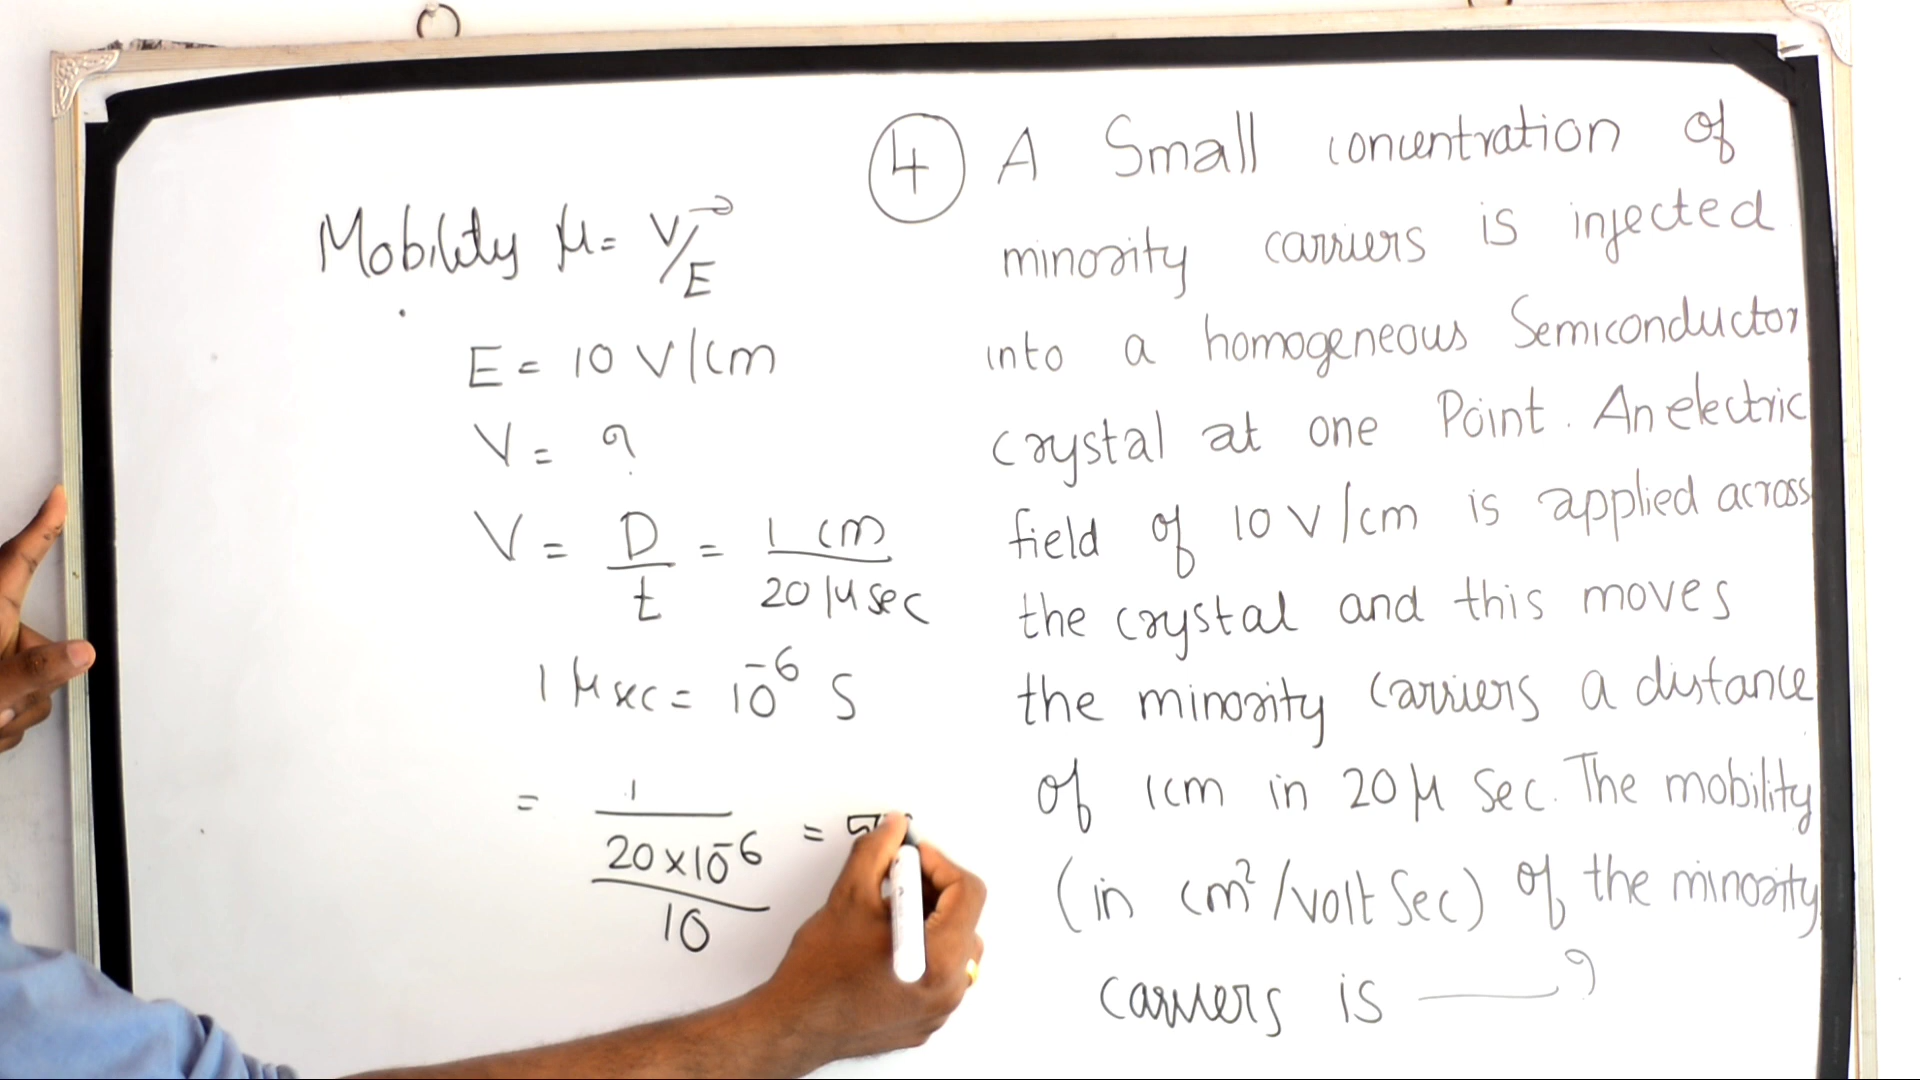 Mobility μ = V/E
E = 10 V/cm
V = ?
V = D/t = 1 cm/20 μsec
1 μsec = 10⁻⁶ S
= 1/20×10⁻⁶/10 =
④ A Small concentration of
minority carriers is injected
into a homogeneous Semiconductor
crystal at one Point. An electric
field of 10 V/cm is applied across
the crystal and this moves
the minority carriers a distance
of 1cm in 20 μ Sec. The mobility
(in cm²/volt Sec) of the minority
carriers is ——— ?